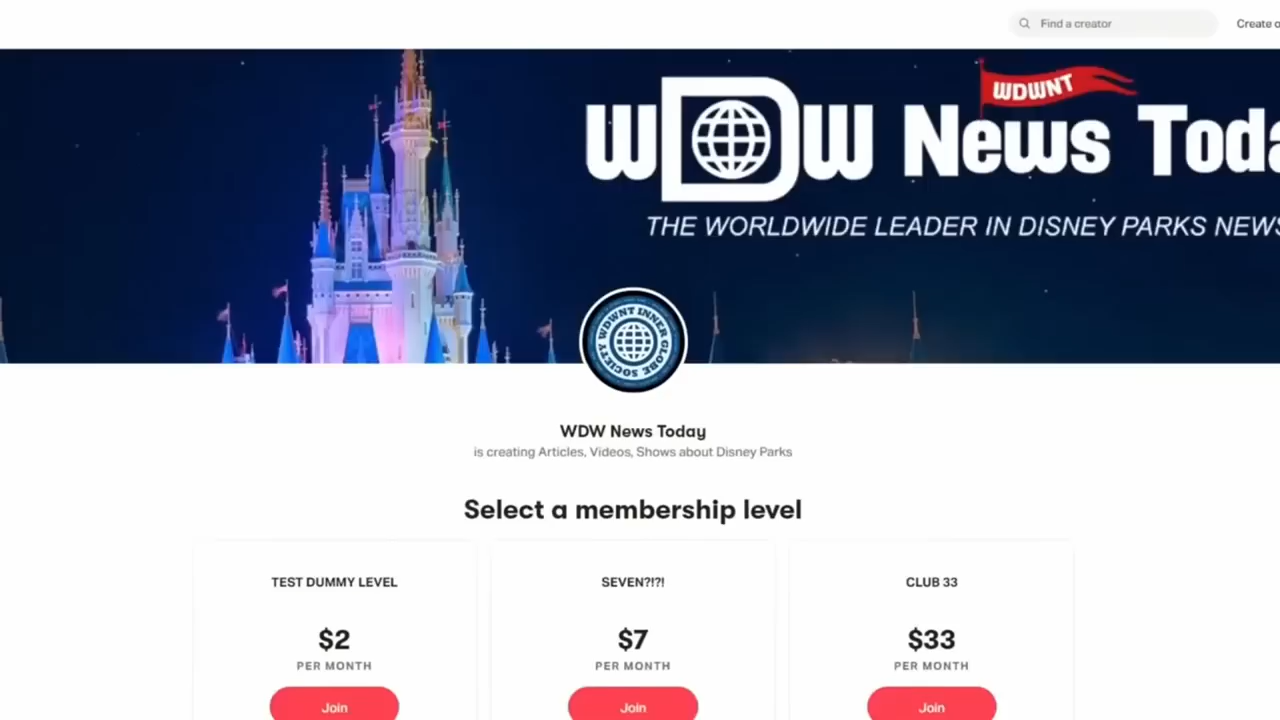 Find a creator
Create o
WDWNT
WDW News Toda
THE WORLDWIDE LEADER IN DISNEY PARKS NEWS
WDWNT INNER GLOBE SOCIETY
WDW News Today
is creating Articles, Videos, Shows about Disney Parks
Select a membership level
TEST DUMMY LEVEL
SEVEN?!?!
CLUB 33
$2
$7
$33
PER MONTH
PER MONTH
PER MONTH
Join
Join
Join